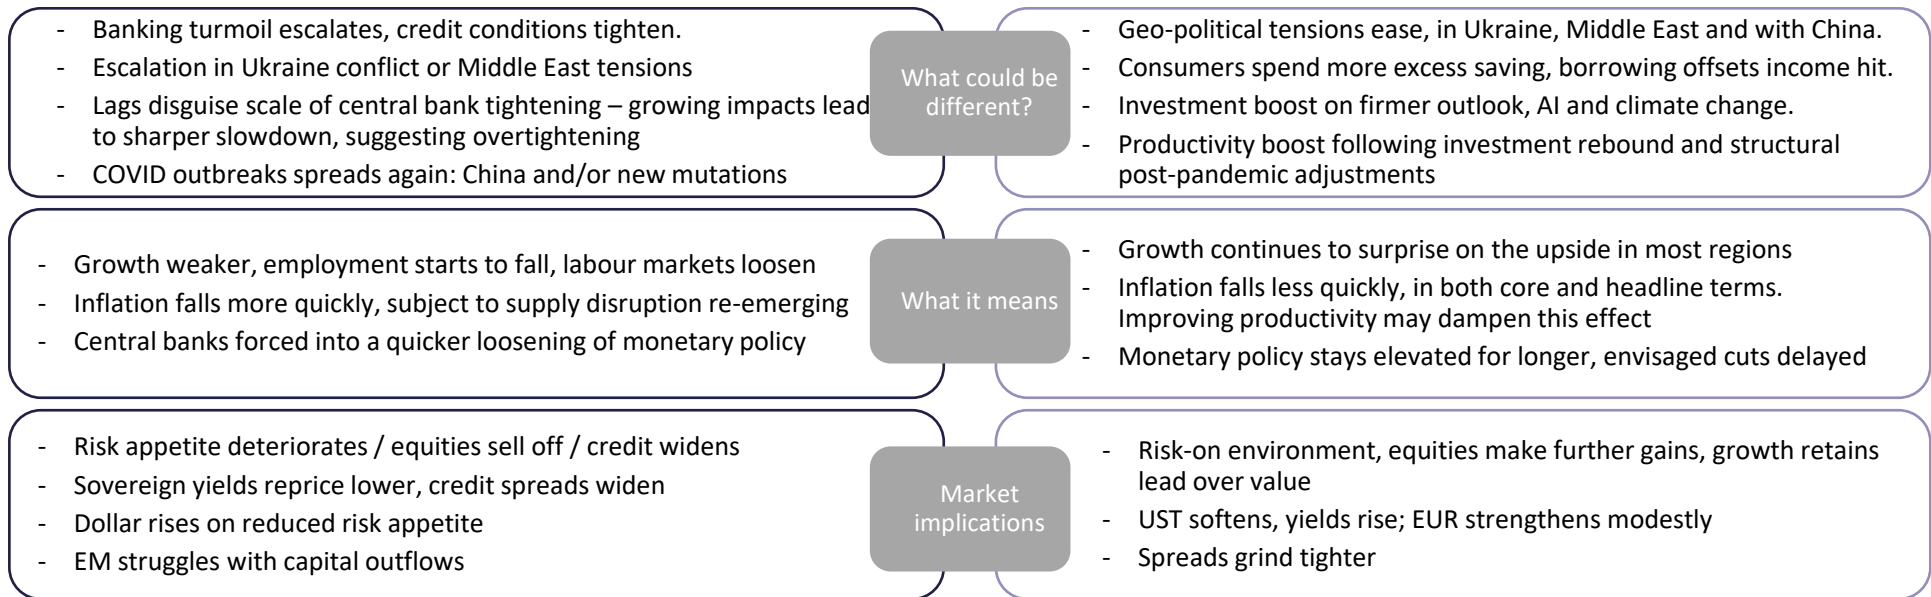 - Banking turmoil escalates, credit conditions tighten.
- Escalation in Ukraine conflict or Middle East tensions
- Lags disguise scale of central bank tightening – growing impacts lead
to sharper slowdown, suggesting overtightening
- COVID outbreaks spreads again: China and/or new mutations
What could be
different?
- Geo-political tensions ease, in Ukraine, Middle East and with China.
- Consumers spend more excess saving, borrowing offsets income hit.
- Investment boost on firmer outlook, AI and climate change.
- Productivity boost following investment rebound and structural
post-pandemic adjustments
- Growth weaker, employment starts to fall, labour markets loosen
- Inflation falls more quickly, subject to supply disruption re-emerging
- Central banks forced into a quicker loosening of monetary policy
What it means
- Growth continues to surprise on the upside in most regions
- Inflation falls less quickly, in both core and headline terms.
Improving productivity may dampen this effect
- Monetary policy stays elevated for longer, envisaged cuts delayed
- Risk appetite deteriorates / equities sell off / credit widens
- Sovereign yields reprice lower, credit spreads widen
- Dollar rises on reduced risk appetite
- EM struggles with capital outflows
Market
implications
- Risk-on environment, equities make further gains, growth retains
lead over value
- UST softens, yields rise; EUR strengthens modestly
- Spreads grind tighter